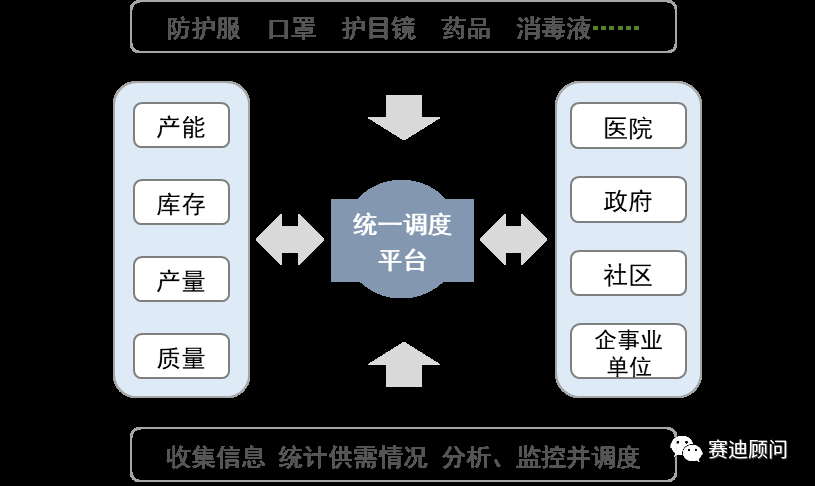 防护服 口罩 护目镜 药品 消毒液……
产能
库存
产量
质量
统一调度
平台
医院
政府
社区
企事业
单位
收集信息 统计供需情况 分析、监控并调度
赛迪顾问